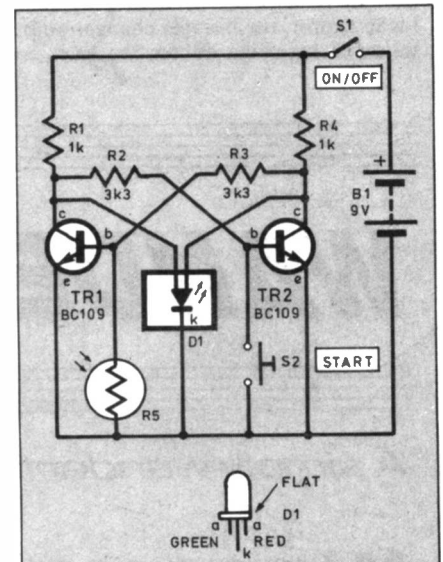 S1
ON/OFF
R1
1k
R2
3k3
R3
3k3
R4
1k
+
B1
9V
c
b
e
TR1
BC109
c
b
e
TR2
BC109
k
D1
S2
START
R5
FLAT
D1
a
a
GREEN
k
RED